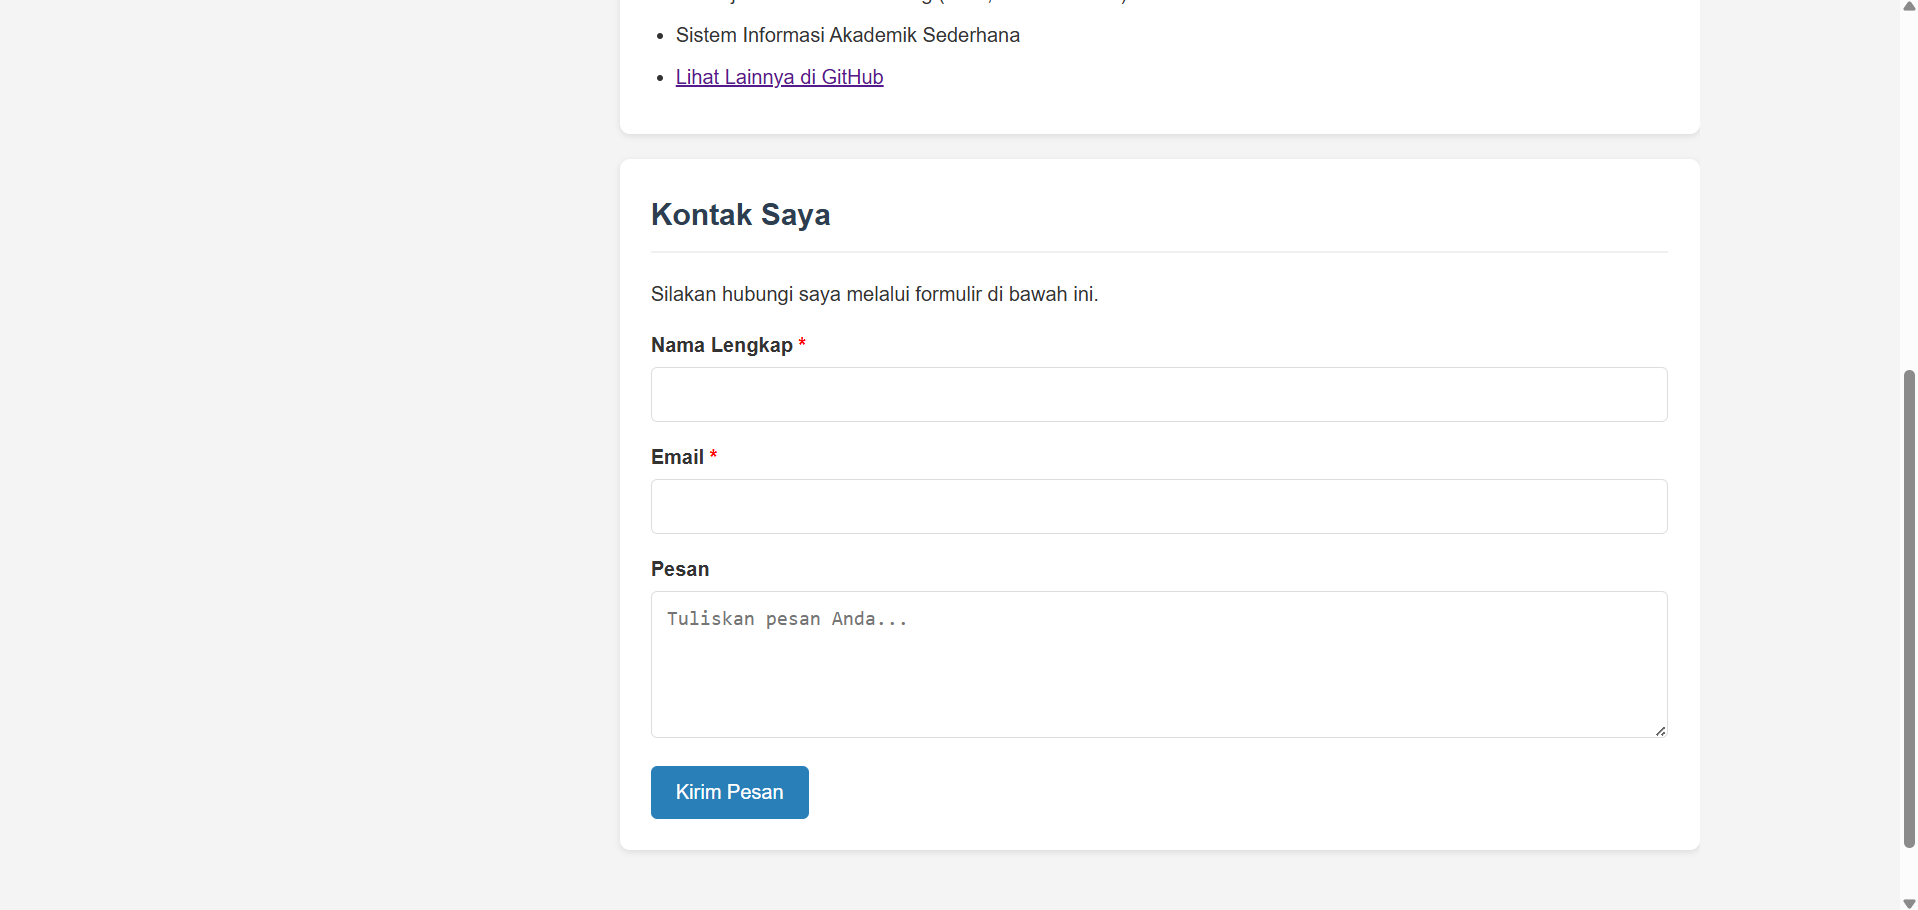 Sistem Informasi Akademik Sederhana
Lihat Lainnya di GitHub
Kontak Saya
Silakan hubungi saya melalui formulir di bawah ini.
Nama Lengkap *
Email *
Pesan
Tuliskan pesan Anda...
Kirim Pesan